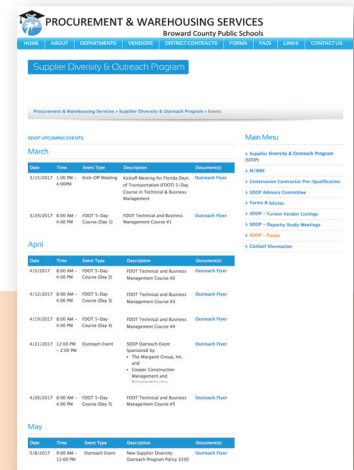 PROCUREMENT & WAREHOUSING SERVICES
Broward County Public Schools
HOME ABOUT DEPARTMENTS VENDORS DISTRICT CONTRACTS FORMS FAQS LINKS CONTACT US
Supplier Diversity & Outreach Program
Procurement & Warehousing Services » Supplier Diversity & Outreach Program » Events
SDOP UPCOMING EVENTS
March
Date Time Event Type Description Document(s)
3/15/2017 1:00 PM – Kick-Off Meeting Kickoff Meeting for Florida Dept. Outreach Flyer
4:00PM of Transportation (FDOT) 5-Day
Course in Technical & Business
Management
3/29/2017 8:00 AM – FDOT 5-Day FDOT Technical and Business Outreach Flyer
4:00 PM Course (Day 1) Management Course #1
April
Date Time Event Type Description Document(s)
4/5/2017 8:00 AM – FDOT 5-Day FDOT Technical and Business Outreach Flyer
4:00 PM Course (Day 2) Management Course #2
4/12/2017 8:00 AM – FDOT 5-Day FDOT Technical and Business Outreach Flyer
4:00 PM Course (Day 3) Management Course #3
4/19/2017 8:00 AM – FDOT 5-Day FDOT Technical and Business Outreach Flyer
4:00 PM Course (Day 4) Management Course #4
4/21/2017 12:00 PM Outreach Event SDOP Outreach Event Outreach Flyer
– 2:00 PM Sponsored by:
• The Morganti Group, Inc.
and
• Cooper Construction
Management and
4/26/2017 8:00 AM – FDOT 5-Day FDOT Technical and Business Outreach Flyer
4:00 PM Course (Day 5) Management Course #5
May
Date Time Event Type Description Document(s)
5/8/2017 9:00 AM – Outreach Event New Supplier Diversity Outreach Flyer
12:00 PM Outreach Program Policy 3330
Main Menu
› Supplier Diversity & Outreach Program
(SDOP)
› M/WBE
› Construction Contractor Pre-Qualification
› SDOP Advisory Committee
› Forms &
› SDOP - Current Vendor Listings
› SDOP - Disparity Study Meetings
› SDOP - Events
› Contact